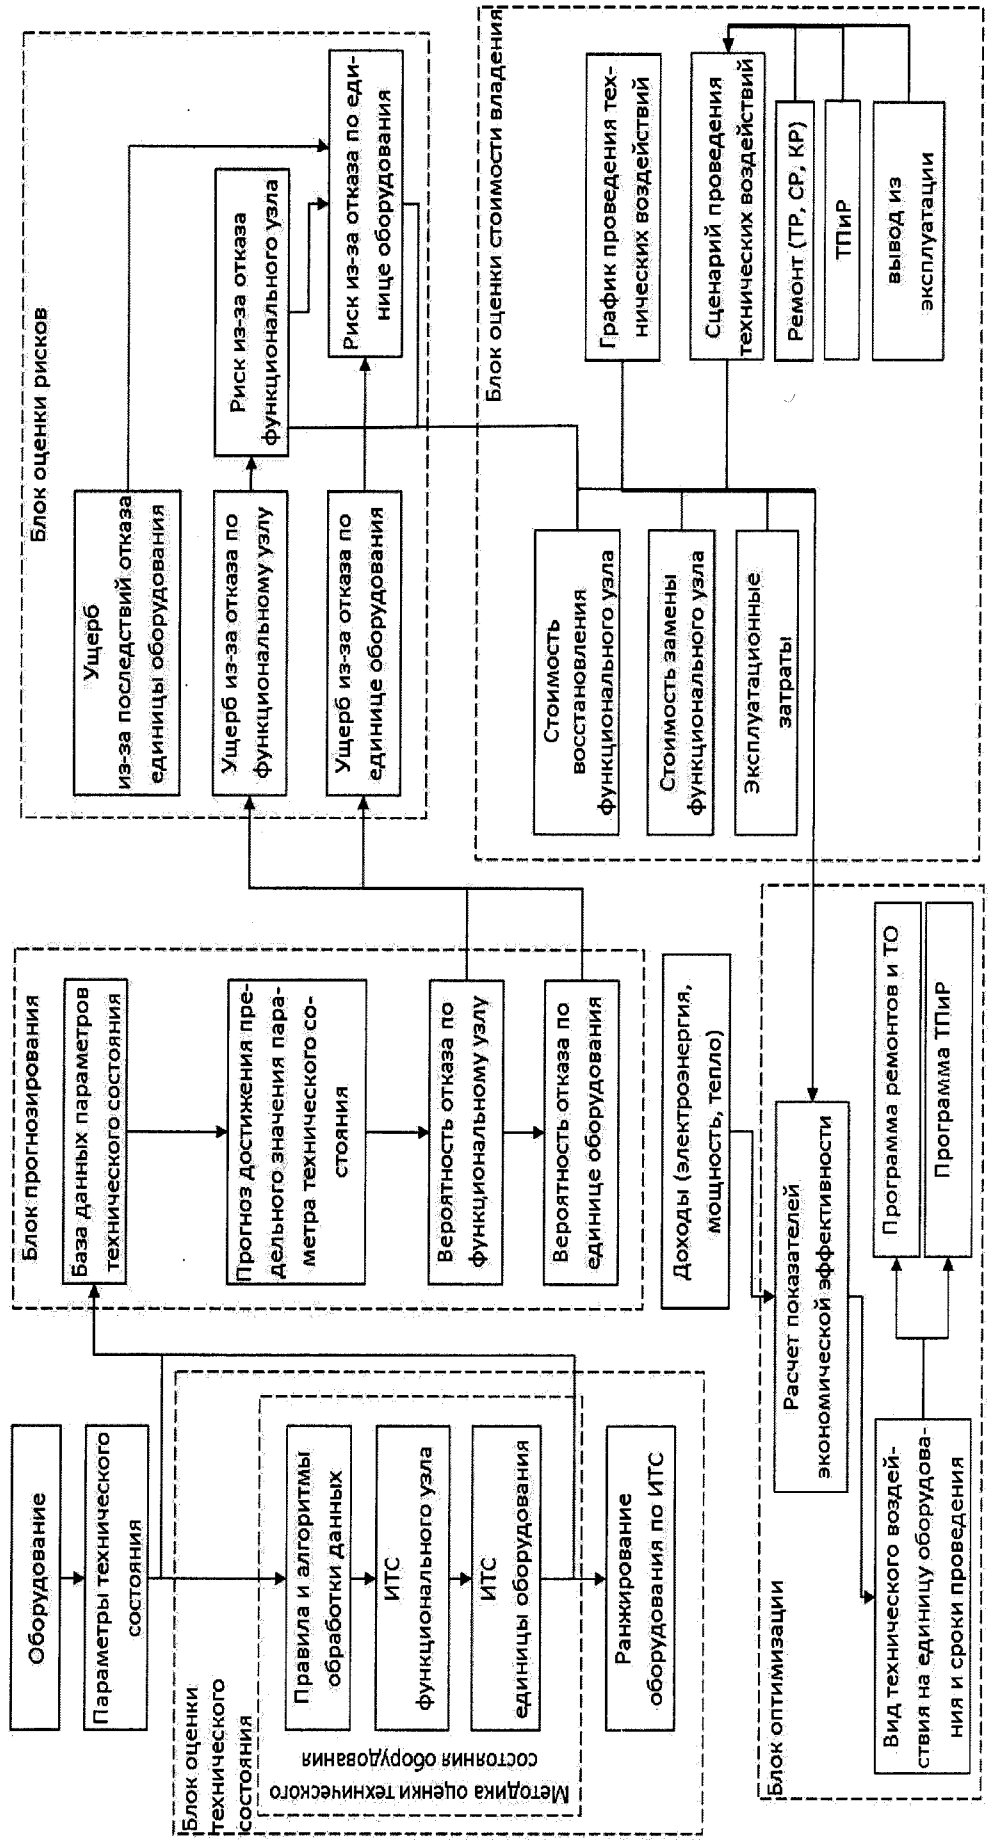 Оборудование
Параметры технического
состояния
Блок оценки
технического
состояния
Методика оценки технического
состояния оборудования
Правила и алгоритмы
обработки данных
ИТС
функционального узла
ИТС
единицы оборудования
Ранжирование
оборудования по ИТС
Блок прогнозирования
База данных параметров
технического состояния
Прогноз достижения пре-
дельного значения пара-
метра технического со-
стояния
Вероятность отказа по
функциональному узлу
Вероятность отказа по
единице оборудования
Доходы (электроэнергия,
мощность, тепло)
Блок оценки рисков
Ущерб
из-за последствий отказа
единицы оборудования
Ущерб из-за отказа по
функциональному узлу
Ущерб из-за отказа по
единице оборудования
Риск из-за отказа
функционального узла
Риск из-за отказа по еди-
нице оборудования
Блок оценки стоимости владения
Стоимость
восстановления
функционального узла
Стоимость замены
функционального узла
Эксплуатационные
затраты
График проведения тех-
нических воздействий
Сценарий проведения
технических воздействий
Ремонт (ТР, СР, КР)
ТПиР
вывод из
эксплуатации
Блок оптимизации
Расчет показателей
экономической эффективности
Вид технического воздей-
ствия на единицу оборудова-
ния и сроки проведения
Программа ремонтов и ТО
Программа ТПиР